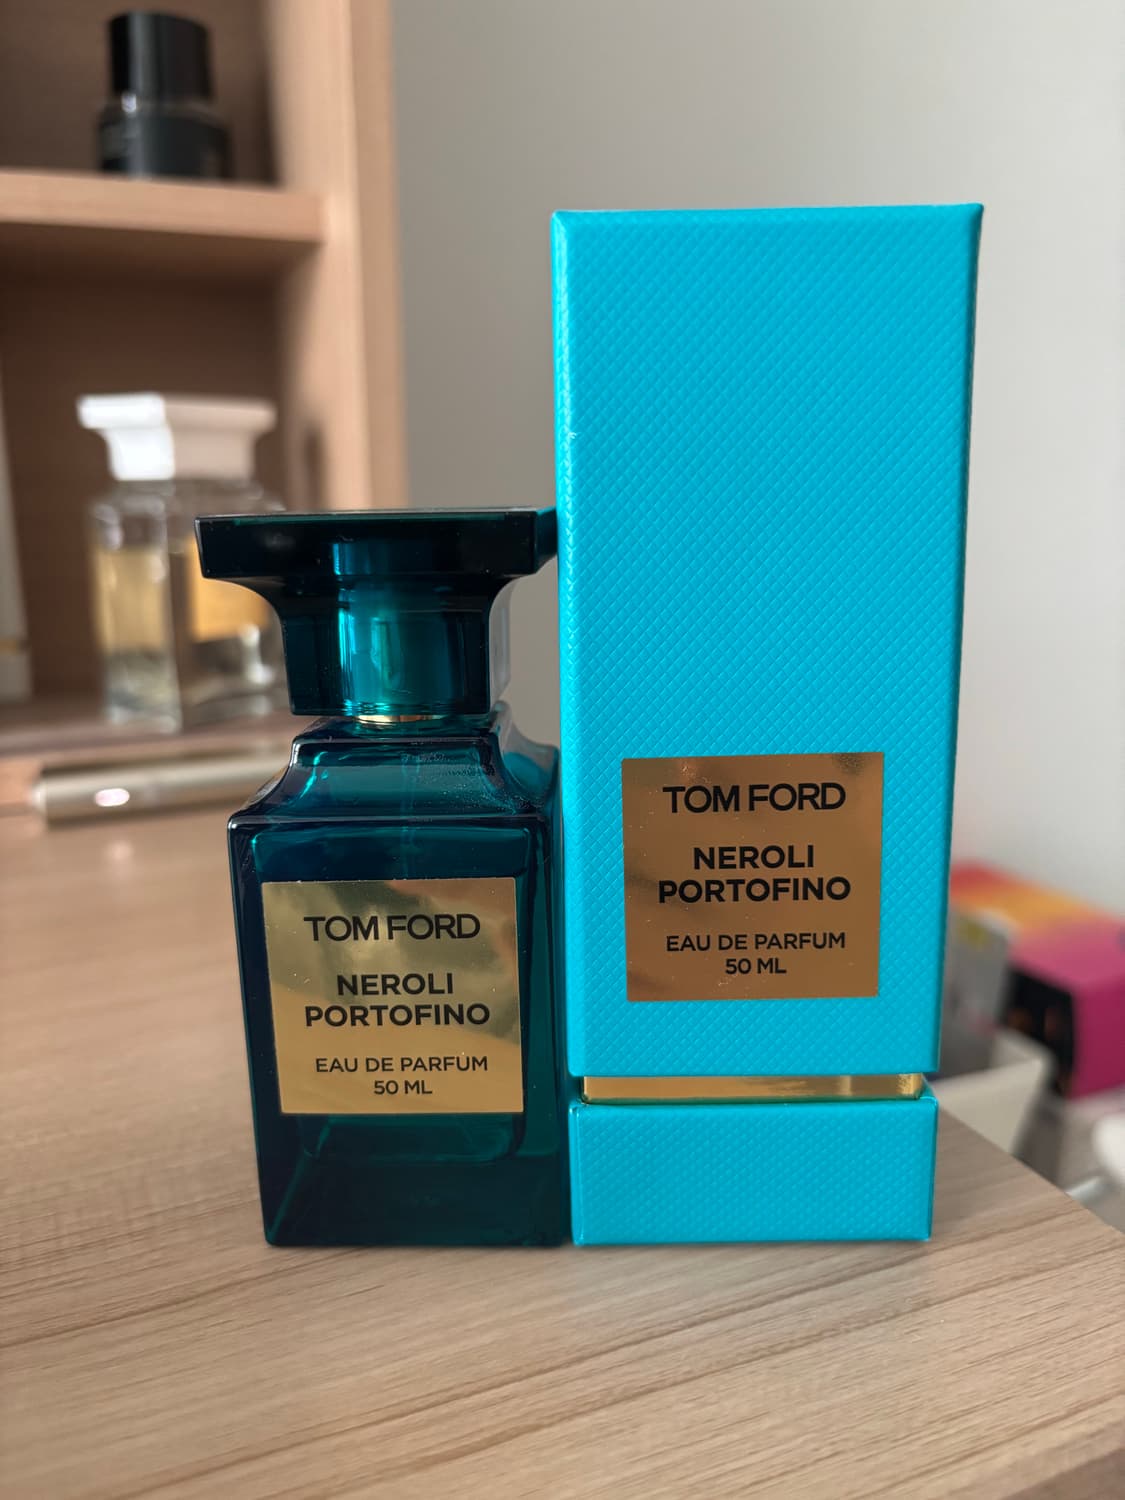 TOM FORD
NEROLI
PORTOFINO
EAU DE PARFUM
50 ML
TOM FORD
NEROLI
PORTOFINO
EAU DE PARFUM
50 ML